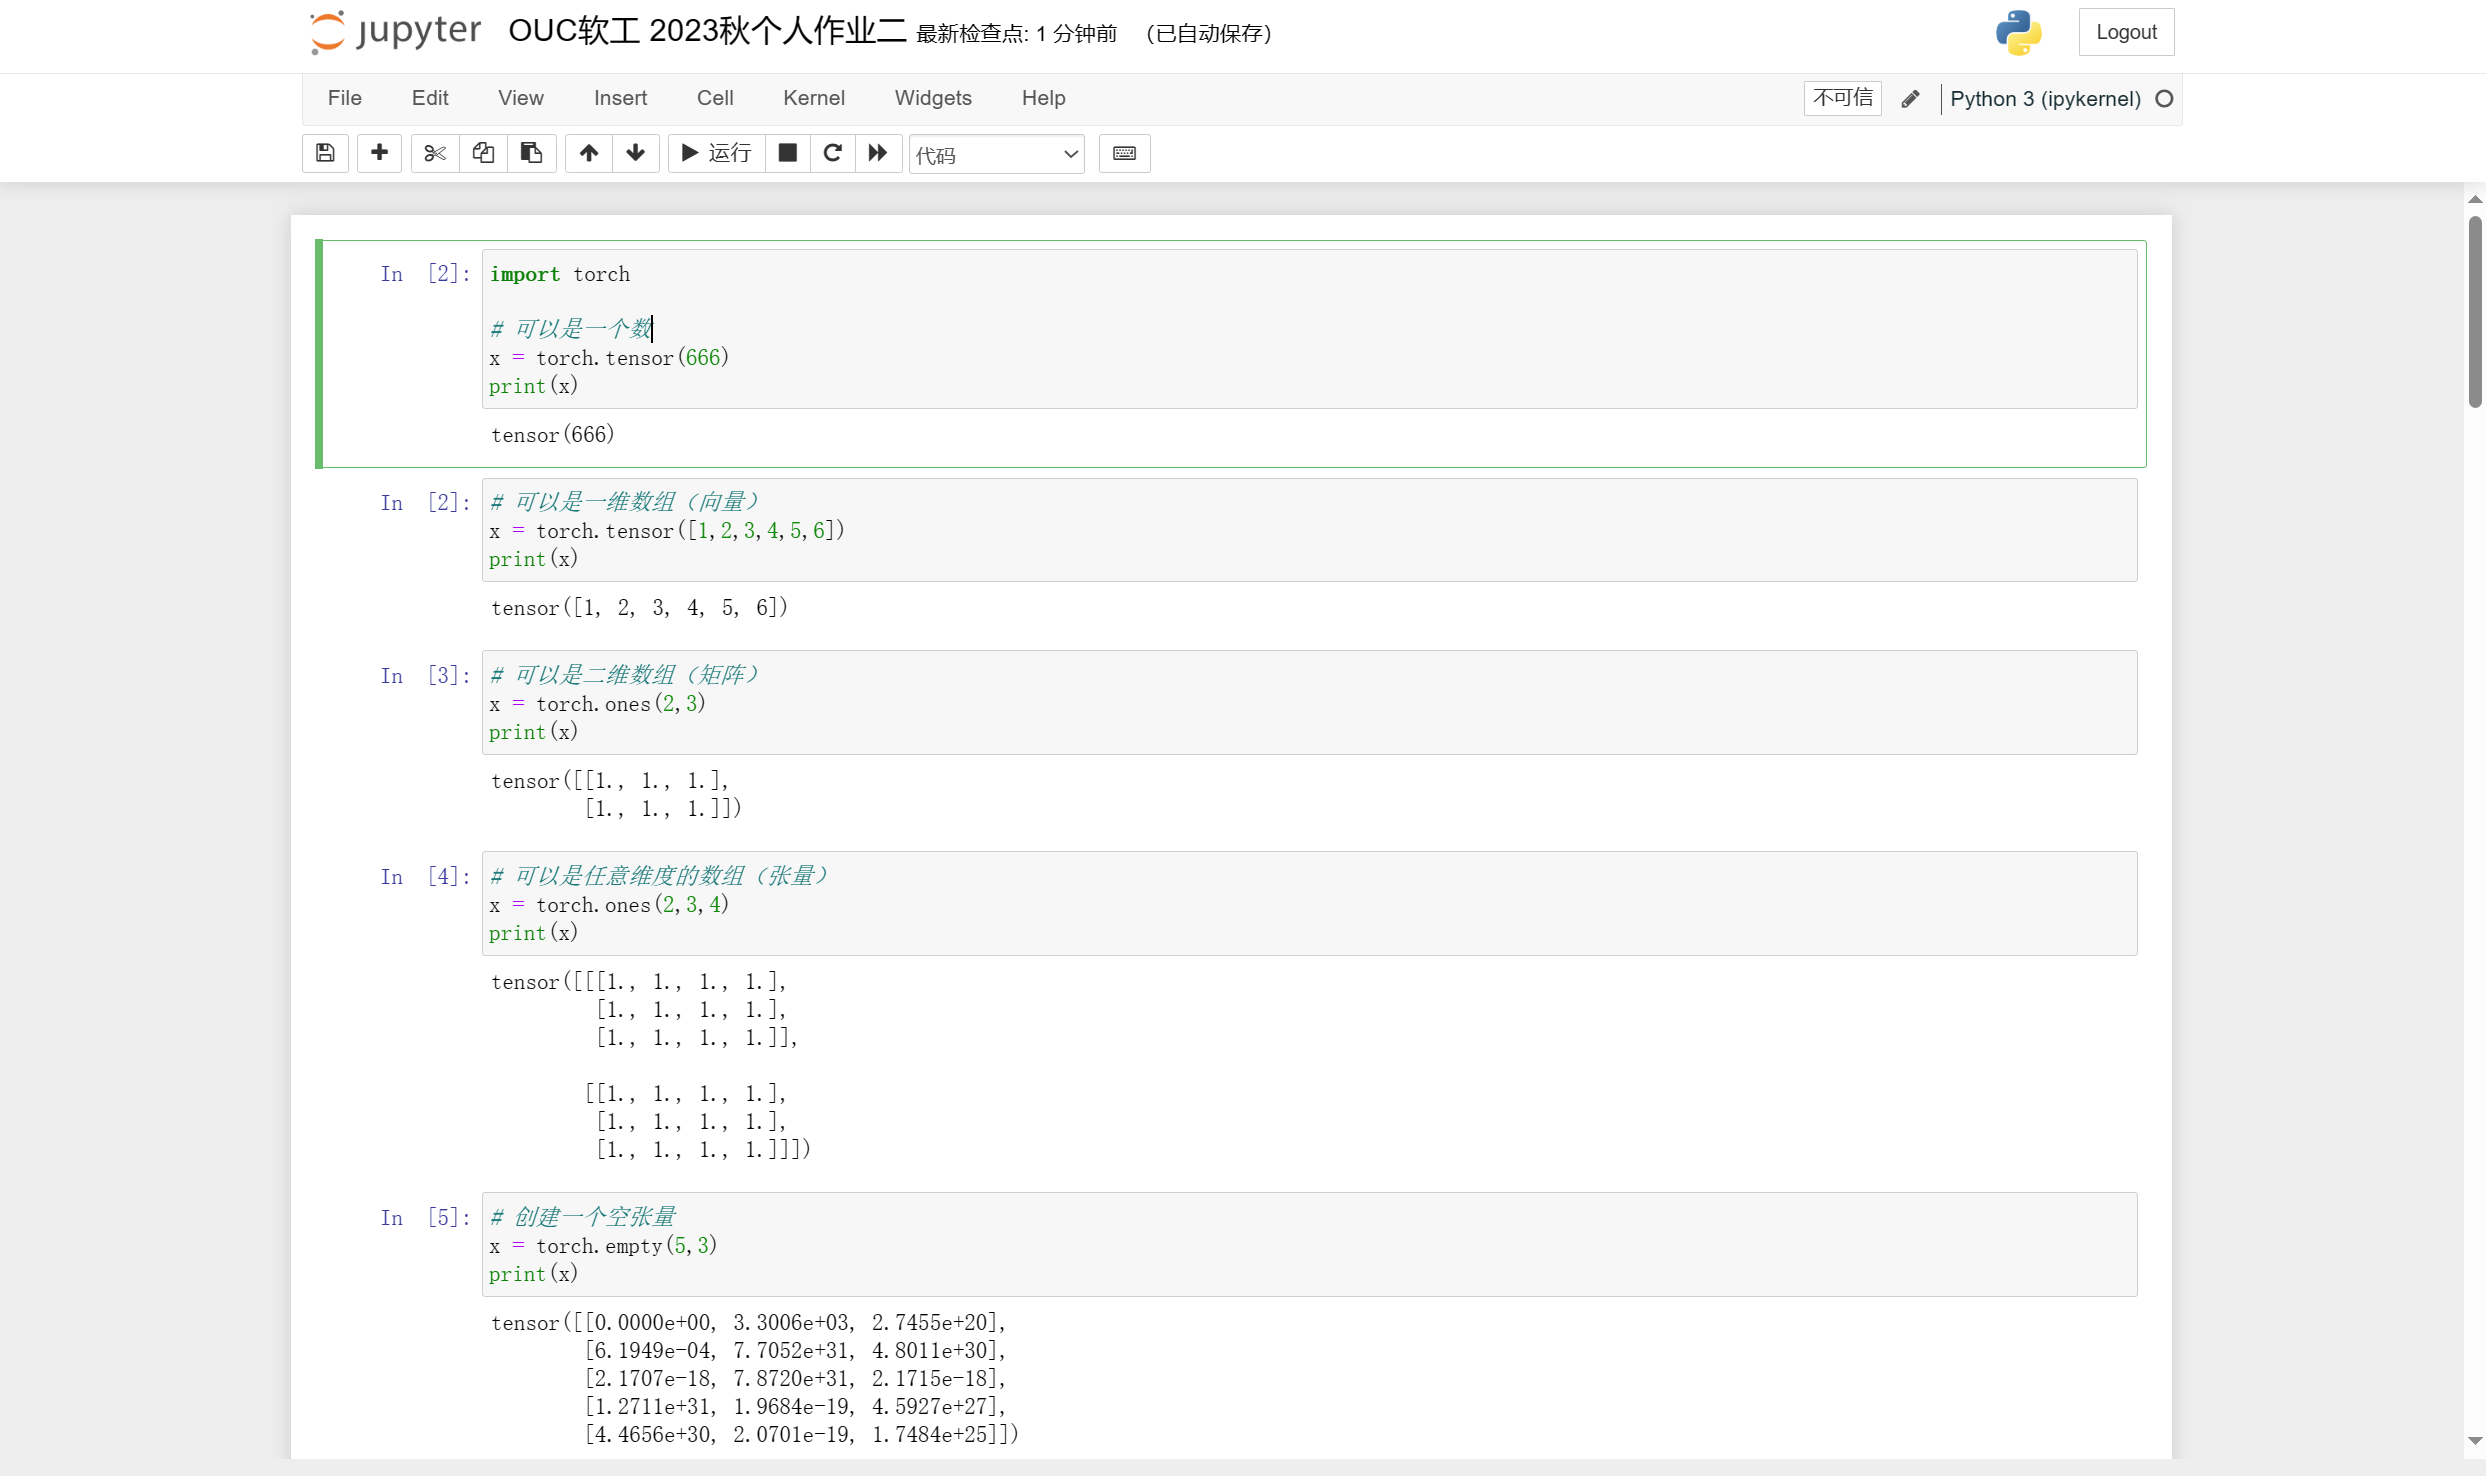 jupyter OUC软工 2023秋个人作业二 最新检查点: 1 分钟前 (已自动保存) Logout
File Edit View Insert Cell Kernel Widgets Help 不可信 Python 3 (ipykernel)
运行 代码
In [2]: import torch
# 可以是一个数
x = torch.tensor(666)
print(x)
tensor(666)
In [2]: # 可以是一维数组（向量）
x = torch.tensor([1,2,3,4,5,6])
print(x)
tensor([1, 2, 3, 4, 5, 6])
In [3]: # 可以是二维数组（矩阵）
x = torch.ones(2,3)
print(x)
tensor([[1., 1., 1.],
[1., 1., 1.]])
In [4]: # 可以是任意维度的数组（张量）
x = torch.ones(2,3,4)
print(x)
tensor([[[1., 1., 1., 1.],
[1., 1., 1., 1.],
[1., 1., 1., 1.]],
[[1., 1., 1., 1.],
[1., 1., 1., 1.],
[1., 1., 1., 1.]]])
In [5]: # 创建一个空张量
x = torch.empty(5,3)
print(x)
tensor([[0.0000e+00, 3.3006e+03, 2.7455e+20],
[6.1949e-04, 7.7052e+31, 4.8011e+30],
[2.1707e-18, 7.8720e+31, 2.1715e-18],
[1.2711e+31, 1.9684e-19, 4.5927e+27],
[4.4656e+30, 2.0701e-19, 1.7484e+25]])